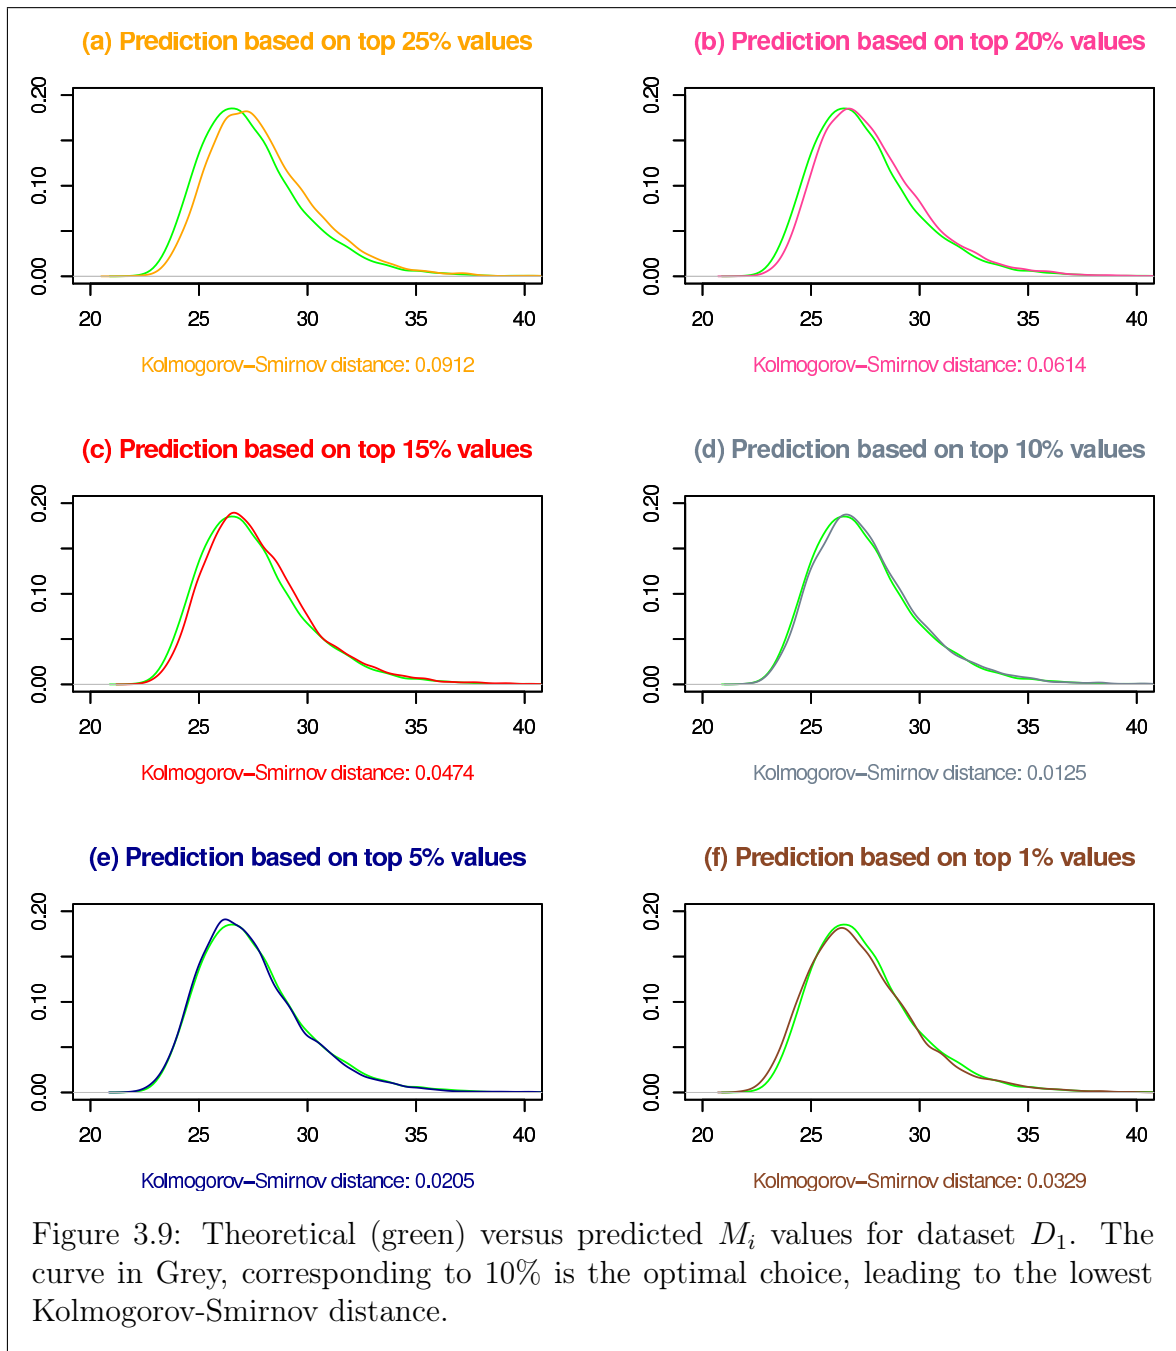 (a) Prediction based on top 25% values
(b) Prediction based on top 20% values
0.00 0.10 0.20
0.00 0.10 0.20
20 25 30 35 40
20 25 30 35 40
Kolmogorov−Smirnov distance: 0.0912
Kolmogorov−Smirnov distance: 0.0614
(c) Prediction based on top 15% values
(d) Prediction based on top 10% values
0.00 0.10 0.20
0.00 0.10 0.20
20 25 30 35 40
20 25 30 35 40
Kolmogorov−Smirnov distance: 0.0474
Kolmogorov−Smirnov distance: 0.0125
(e) Prediction based on top 5% values
(f) Prediction based on top 1% values
0.00 0.10 0.20
0.00 0.10 0.20
20 25 30 35 40
20 25 30 35 40
Kolmogorov−Smirnov distance: 0.0205
Kolmogorov−Smirnov distance: 0.0329
Figure 3.9: Theoretical (green) versus predicted M_i values for dataset D_1. The
curve in Grey, corresponding to 10% is the optimal choice, leading to the lowest
Kolmogorov-Smirnov distance.